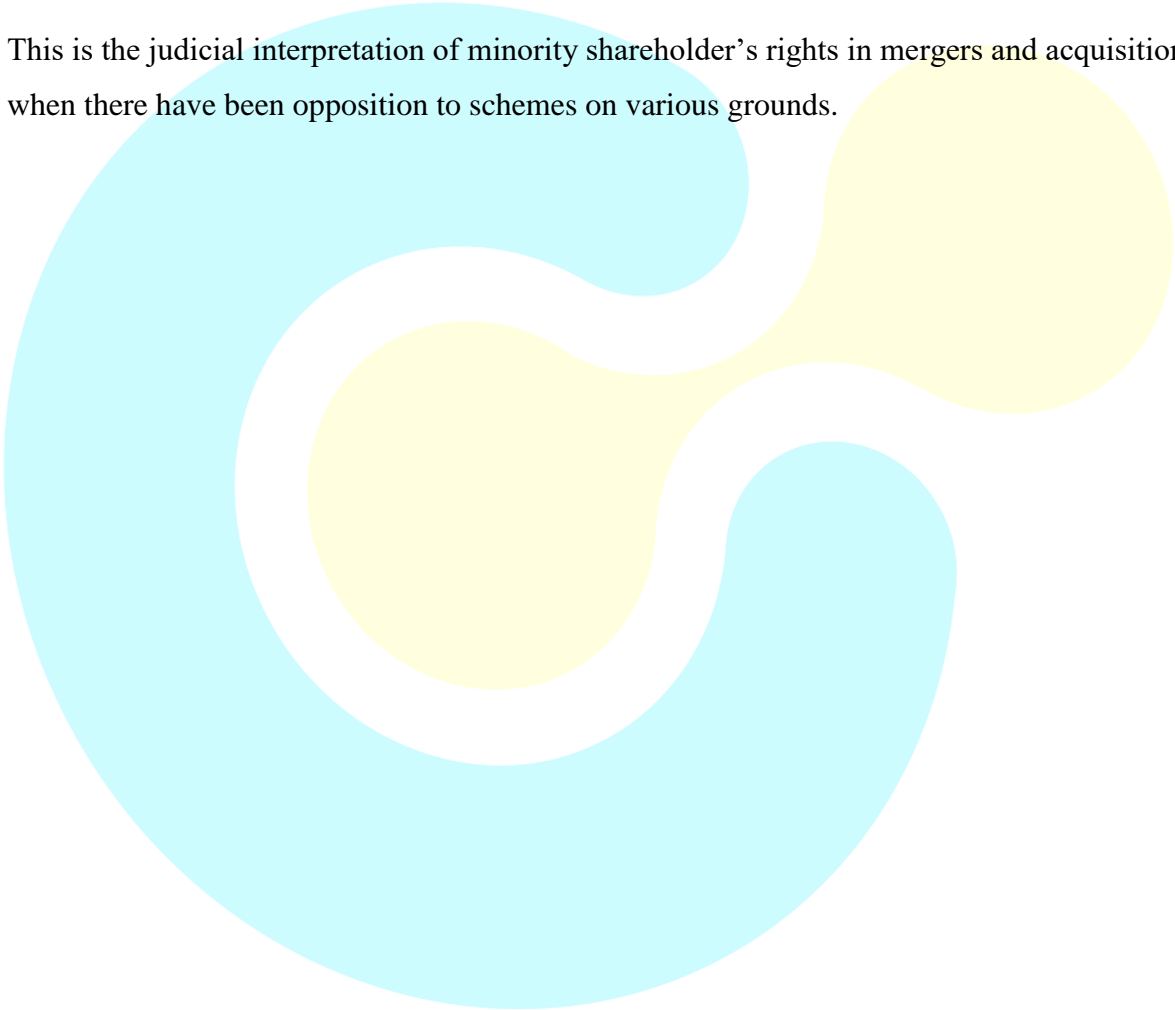 This is the judicial interpretation of minority shareholder’s rights in mergers and acquisition
when there have been opposition to schemes on various grounds.